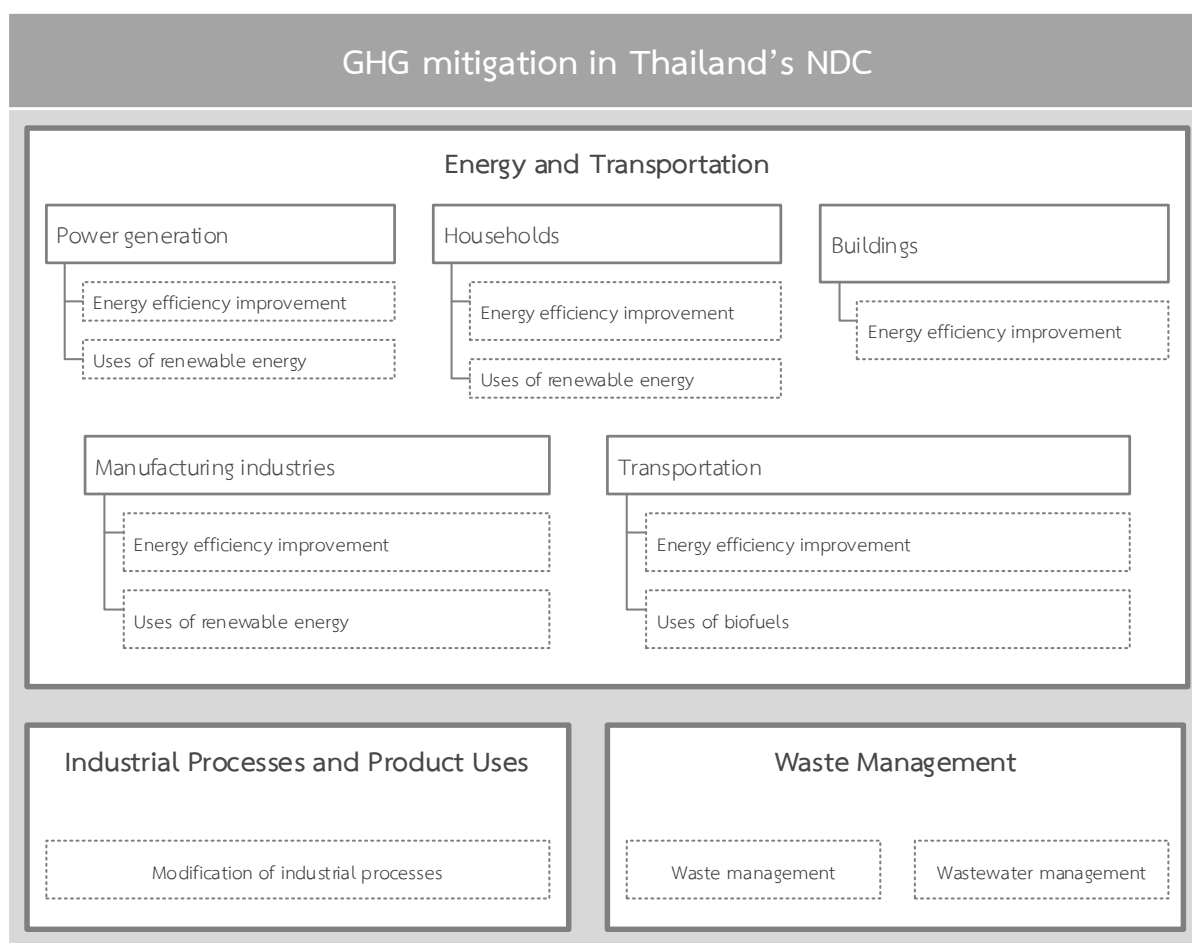 GHG mitigation in Thailand's NDC
Energy and Transportation
Power generation
Energy efficiency improvement
Uses of renewable energy
Households
Energy efficiency improvement
Uses of renewable energy
Buildings
Energy efficiency improvement
Manufacturing industries
Energy efficiency improvement
Uses of renewable energy
Transportation
Energy efficiency improvement
Uses of biofuels
Industrial Processes and Product Uses
Modification of industrial processes
Waste Management
Waste management
Wastewater management